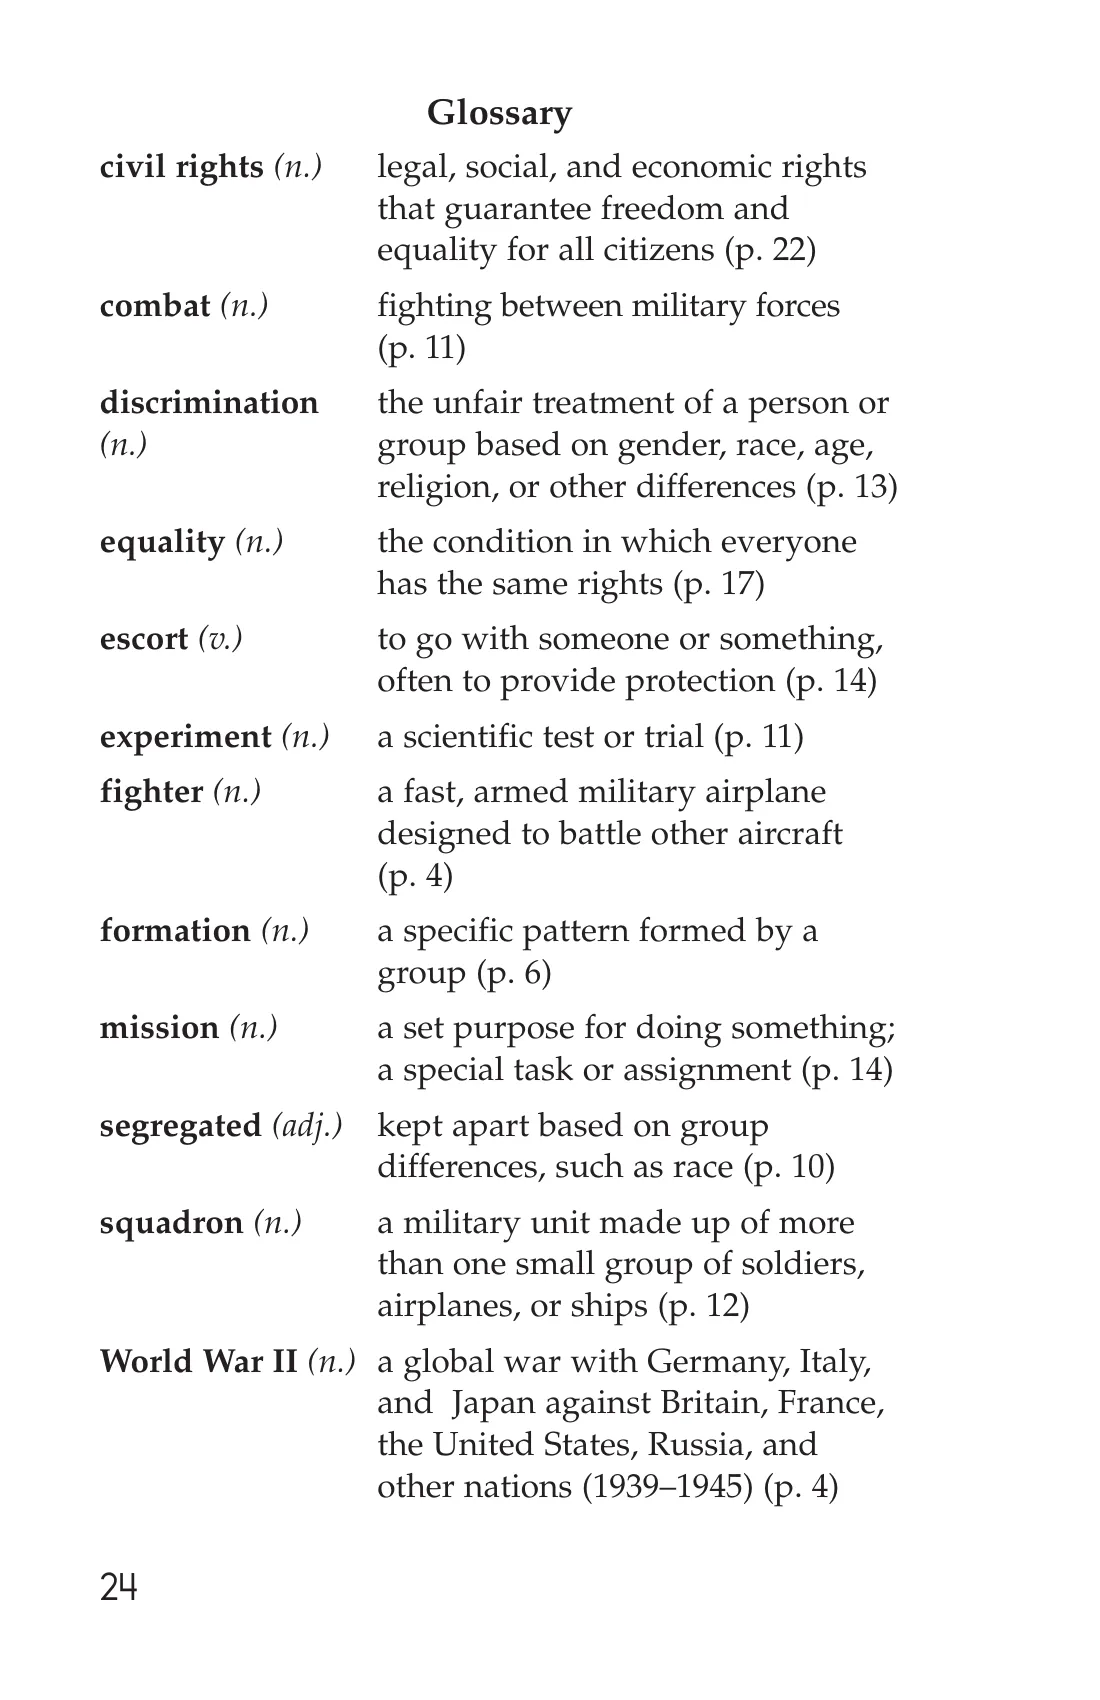 Glossary
civil rights (n.) legal, social, and economic rights
that guarantee freedom and
equality for all citizens (p. 22)
combat (n.) fighting between military forces
(p. 11)
discrimination the unfair treatment of a person or
(n.) group based on gender, race, age,
religion, or other differences (p. 13)
equality (n.) the condition in which everyone
has the same rights (p. 17)
escort (v.) to go with someone or something,
often to provide protection (p. 14)
experiment (n.) a scientific test or trial (p. 11)
fighter (n.) a fast, armed military airplane
designed to battle other aircraft
(p. 4)
formation (n.) a specific pattern formed by a
group (p. 6)
mission (n.) a set purpose for doing something;
a special task or assignment (p. 14)
segregated (adj.) kept apart based on group
differences, such as race (p. 10)
squadron (n.) a military unit made up of more
than one small group of soldiers,
airplanes, or ships (p. 12)
World War II (n.) a global war with Germany, Italy,
and  Japan against Britain, France,
the United States, Russia, and
other nations (1939–1945) (p. 4)
24